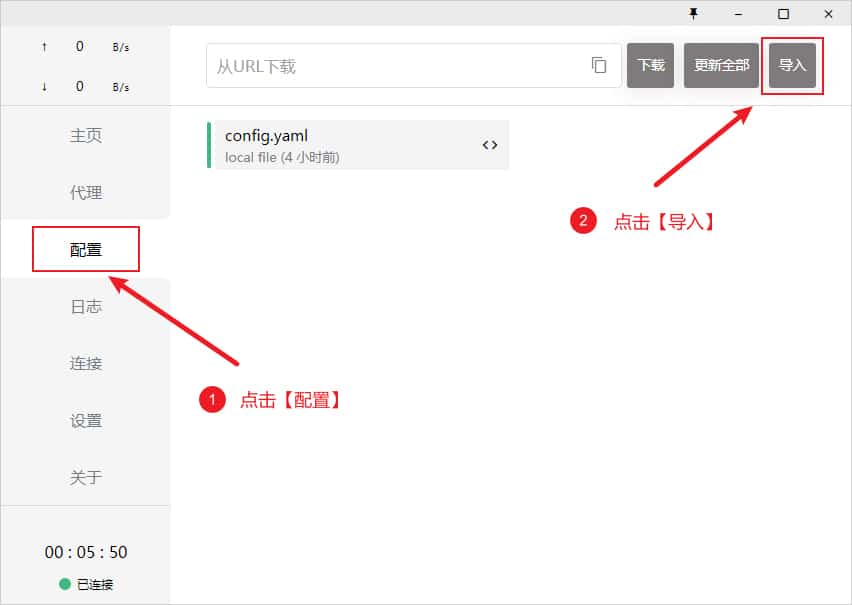 ↑ 0 B/s
↓ 0 B/s
从URL下载
下载
更新全部
导入
主页
代理
配置
日志
连接
设置
关于
config.yaml
local file (4 小时前)
2 点击【导入】
1 点击【配置】
00 : 05 : 50
已连接